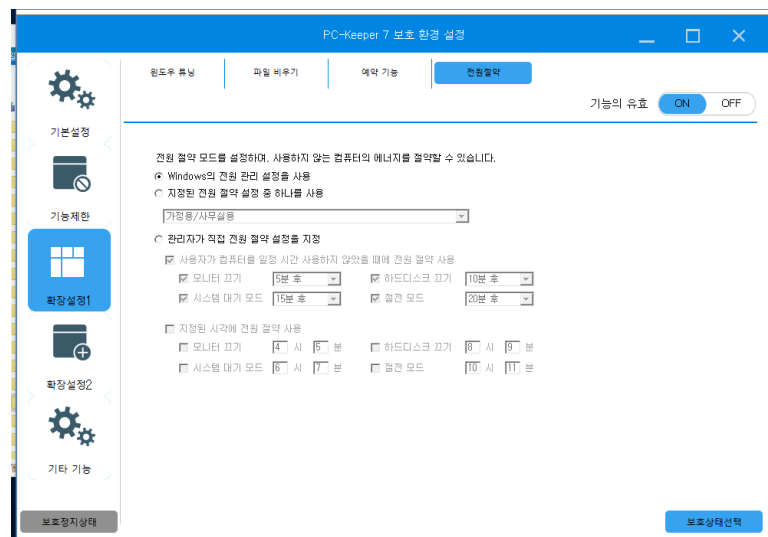 PC-Keeper 7 보호 환경 설정
윈도우 튜닝
파일 비우기
예약 기능
전원절약
기능의 유효 ON OFF
기본설정
기능제한
확장설정1
확장설정2
기타 기능
보호정지상태
전원 절약 모드를 설정하며, 사용하지 않는 컴퓨터의 에너지를 절약할 수 있습니다.
Windows의 전원 관리 설정을 사용
지정된 전원 절약 설정 중 하나를 사용
가정용/사무실용
관리자가 직접 전원 절약 설정을 지정
사용자가 컴퓨터를 일정 시간 사용하지 않았을 때에 전원 절약 사용
모니터 끄기 5분 후 하드디스크 끄기 10분 후
시스템 대기 모드 15분 후 절전 모드 20분 후
지정된 시각에 전원 절약 사용
모니터 끄기 4 시 5 분 하드디스크 끄기 8 시 9 분
시스템 대기 모드 6 시 7 분 절전 모드 10 시 11 분
보호상태선택